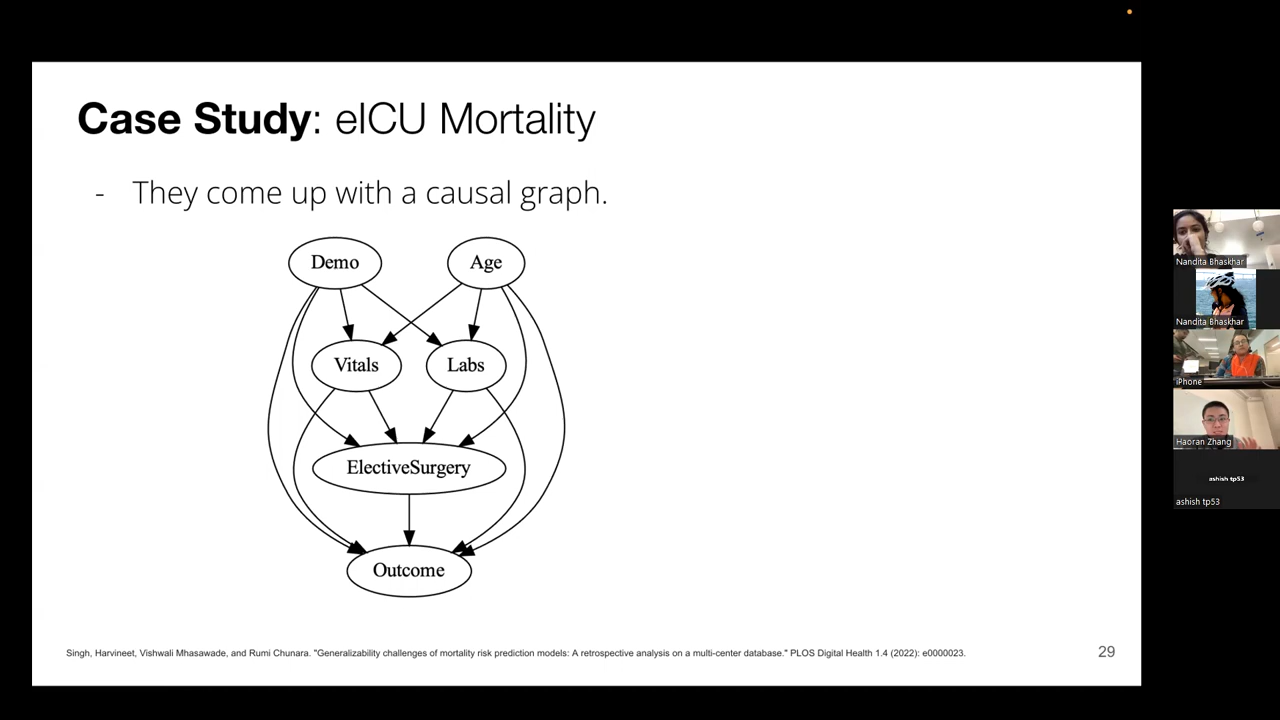 Case Study: eICU Mortality
- They come up with a causal graph.
Demo
Age
Vitals
Labs
ElectiveSurgery
Outcome
Singh, Harvineet, Vishwali Mhasawade, and Rumi Chunara. "Generalizability challenges of mortality risk prediction models: A retrospective analysis on a multi-center database." PLOS Digital Health 1.4 (2022): e0000023.
29
Nandita Bhaskhar
Nandita Bhaskhar
iPhone
Haoran Zhang
ashish tp53
ashish tp53